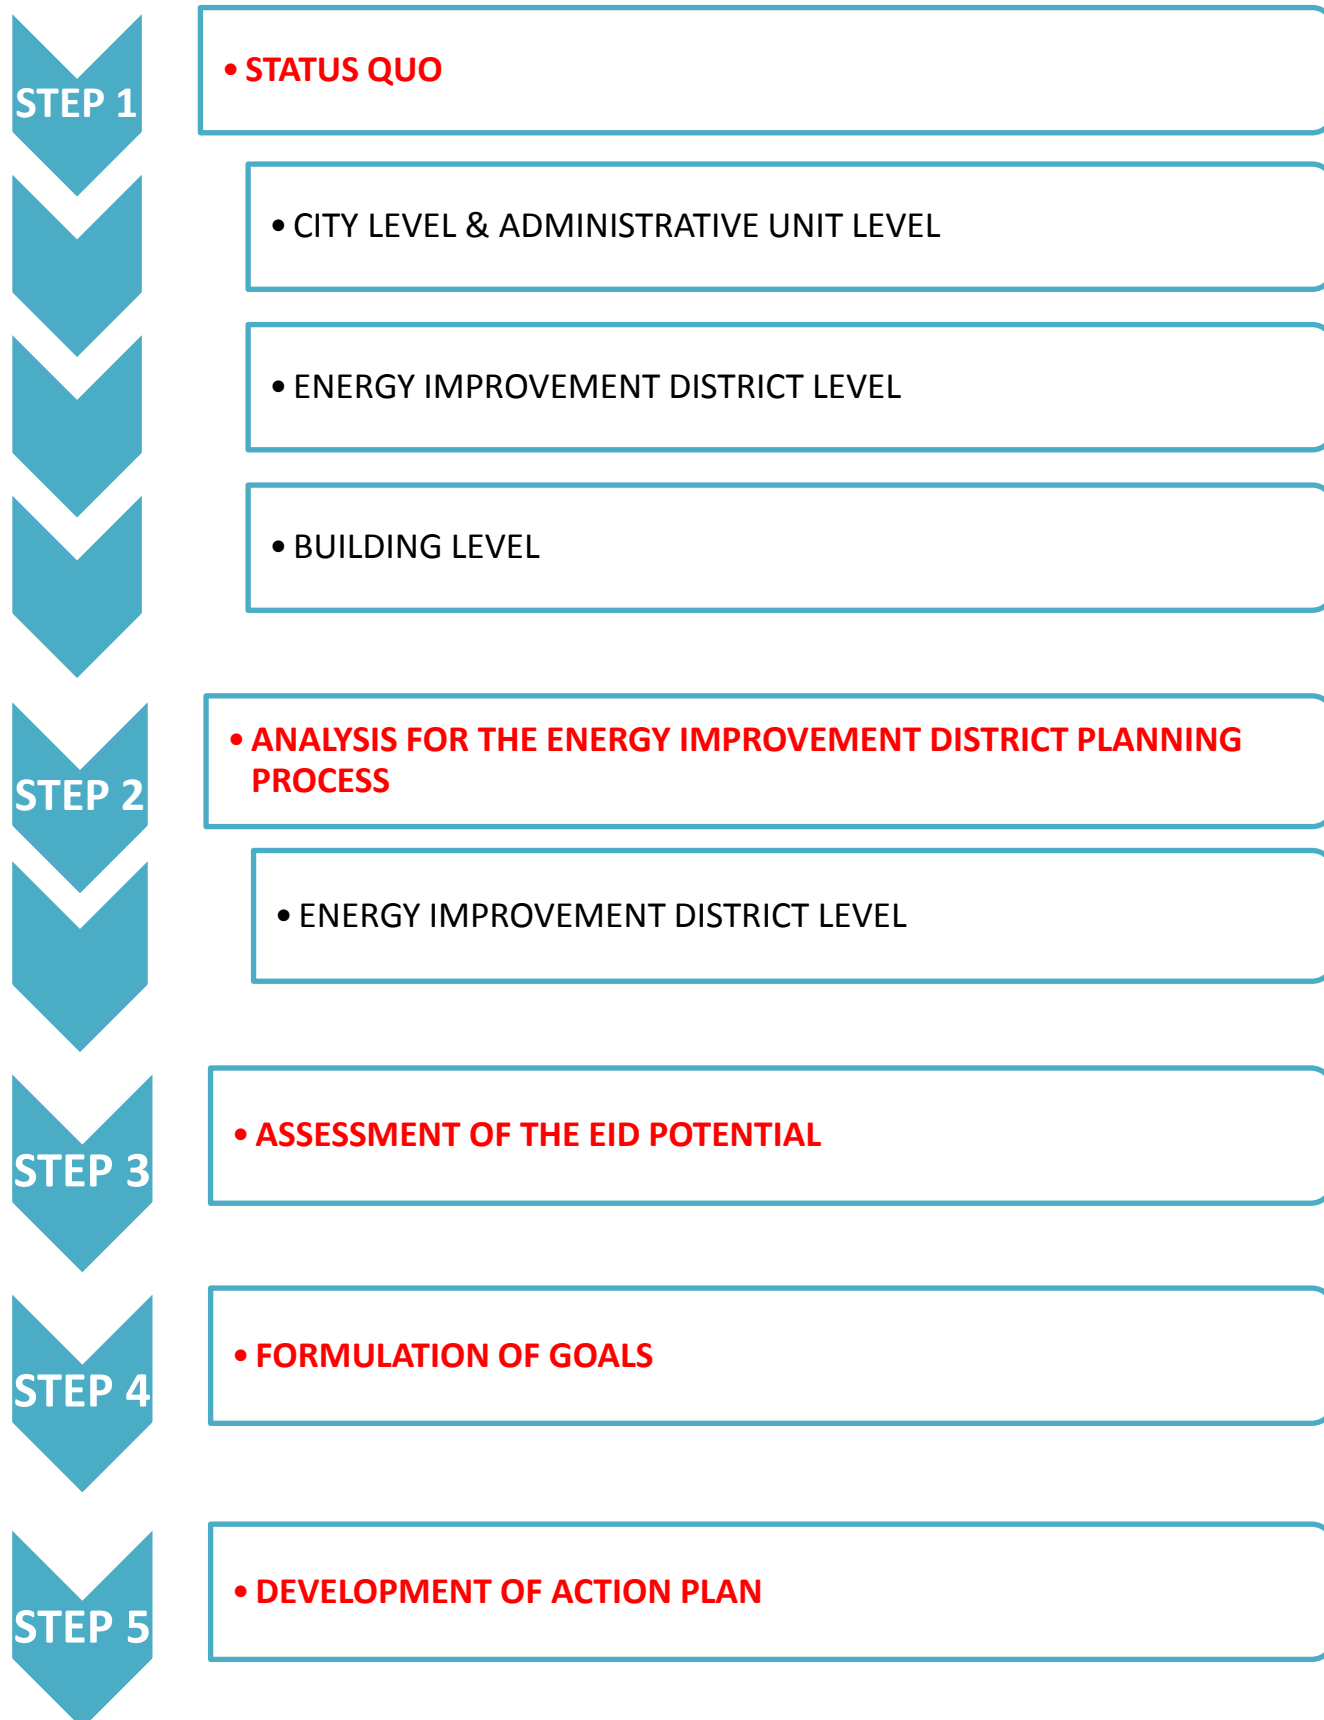 STEP 1
• STATUS QUO
• CITY LEVEL & ADMINISTRATIVE UNIT LEVEL
• ENERGY IMPROVEMENT DISTRICT LEVEL
• BUILDING LEVEL
STEP 2
• ANALYSIS FOR THE ENERGY IMPROVEMENT DISTRICT PLANNING
PROCESS
• ENERGY IMPROVEMENT DISTRICT LEVEL
STEP 3
• ASSESSMENT OF THE EID POTENTIAL
STEP 4
• FORMULATION OF GOALS
STEP 5
• DEVELOPMENT OF ACTION PLAN